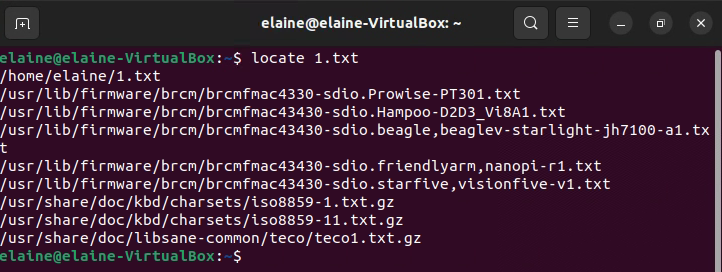 elaine@elaine-VirtualBox: ~
elaine@elaine-VirtualBox:~$ locate 1.txt
/home/elaine/1.txt
/usr/lib/firmware/brcm/brcmfmac4330-sdio.Prowise-PT301.txt
/usr/lib/firmware/brcm/brcmfmac43430-sdio.Hampoo-D2D3_Vi8A1.txt
/usr/lib/firmware/brcm/brcmfmac43430-sdio.beagle,beaglev-starlight-jh7100-a1.tx
t
/usr/lib/firmware/brcm/brcmfmac43430-sdio.friendlyarm,nanopi-r1.txt
/usr/lib/firmware/brcm/brcmfmac43430-sdio.starfive,visionfive-v1.txt
/usr/share/doc/kbd/charsets/iso8859-1.txt.gz
/usr/share/doc/kbd/charsets/iso8859-11.txt.gz
/usr/share/doc/libsane-common/teco/teco1.txt.gz
elaine@elaine-VirtualBox:~$